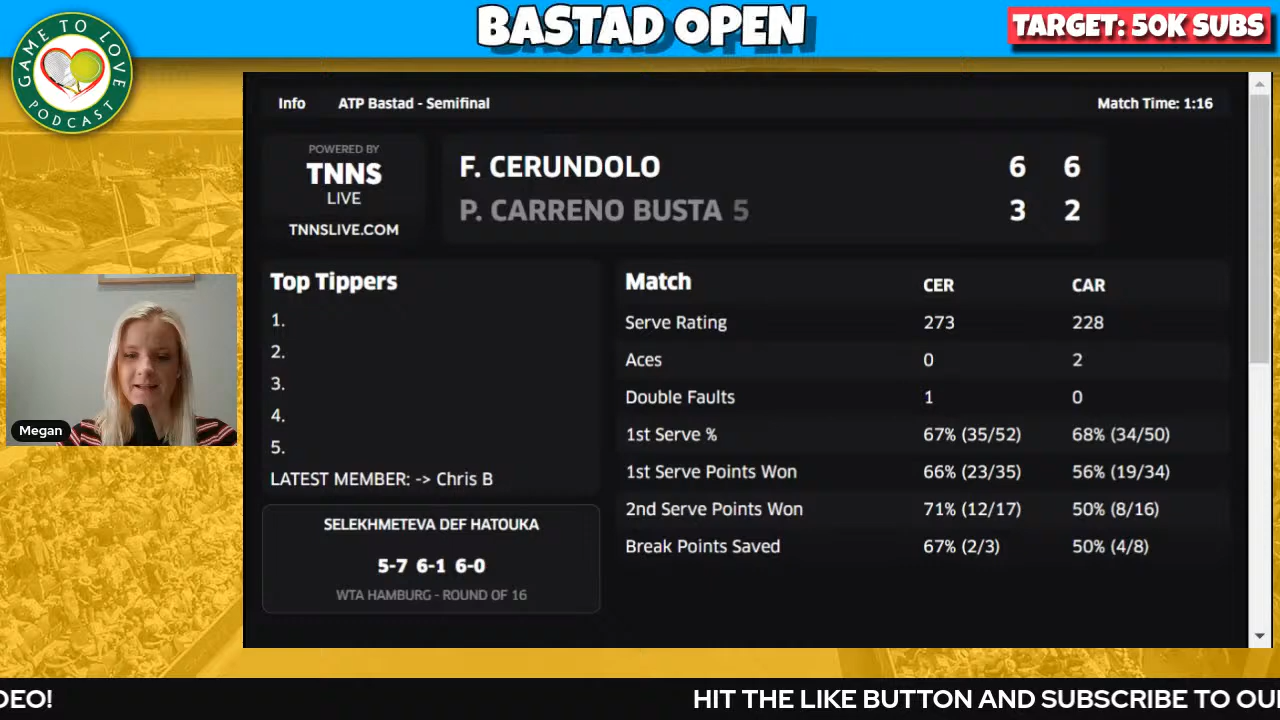 BASTAD OPEN
TARGET: 50K SUBS
GAME TO LOVE
PODCAST
Info
ATP Bastad - Semifinal
Match Time: 1:16
POWERED BY
TNNS
LIVE
TNNSLIVE.COM
F. CERUNDOLO 6 6
P. CARRENO BUSTA 5 3 2
Top Tippers
1.
2.
3.
4.
5.
LATEST MEMBER: -> Chris B
SELEKHMETEVA DEF HATOUKA
5-7 6-1 6-0
WTA HAMBURG - ROUND OF 16
Match CER CAR
Serve Rating 273 228
Aces 0 2
Double Faults 1 0
1st Serve % 67% (35/52) 68% (34/50)
1st Serve Points Won 66% (23/35) 56% (19/34)
2nd Serve Points Won 71% (12/17) 50% (8/16)
Break Points Saved 67% (2/3) 50% (4/8)
Megan
DEO!
HIT THE LIKE BUTTON AND SUBSCRIBE TO OU